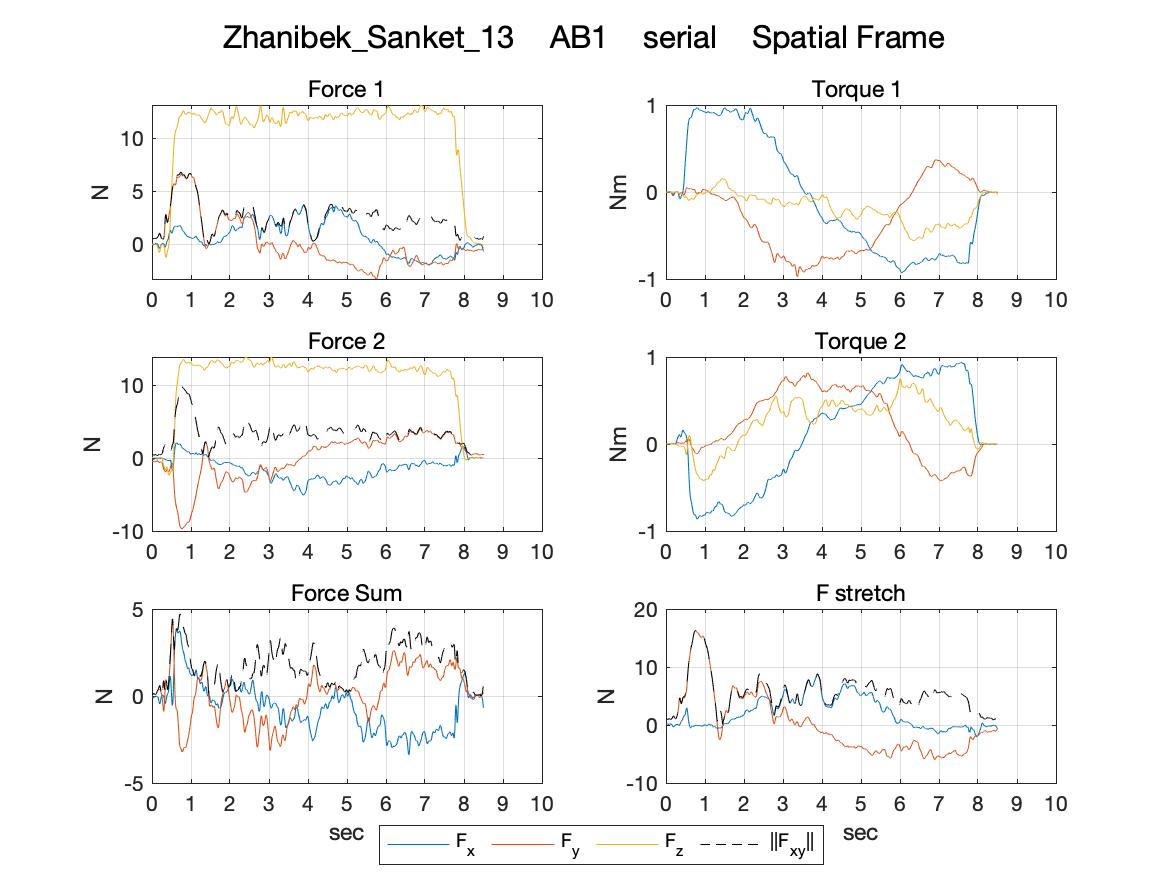 Zhanibek_Sanket_13 AB1 serial Spatial Frame
Force 1
N
10
5
0
0 1 2 3 4 5 6 7 8 9 10
Torque 1
Nm
1
0
-1
0 1 2 3 4 5 6 7 8 9 10
Force 2
N
10
0
-10
0 1 2 3 4 5 6 7 8 9 10
Torque 2
Nm
1
0
-1
0 1 2 3 4 5 6 7 8 9 10
Force Sum
N
5
0
-5
0 1 2 3 4 5 6 7 8 9 10
sec
F stretch
N
20
10
0
-10
0 1 2 3 4 5 6 7 8 9 10
sec
Fx Fy Fz ||Fxy||